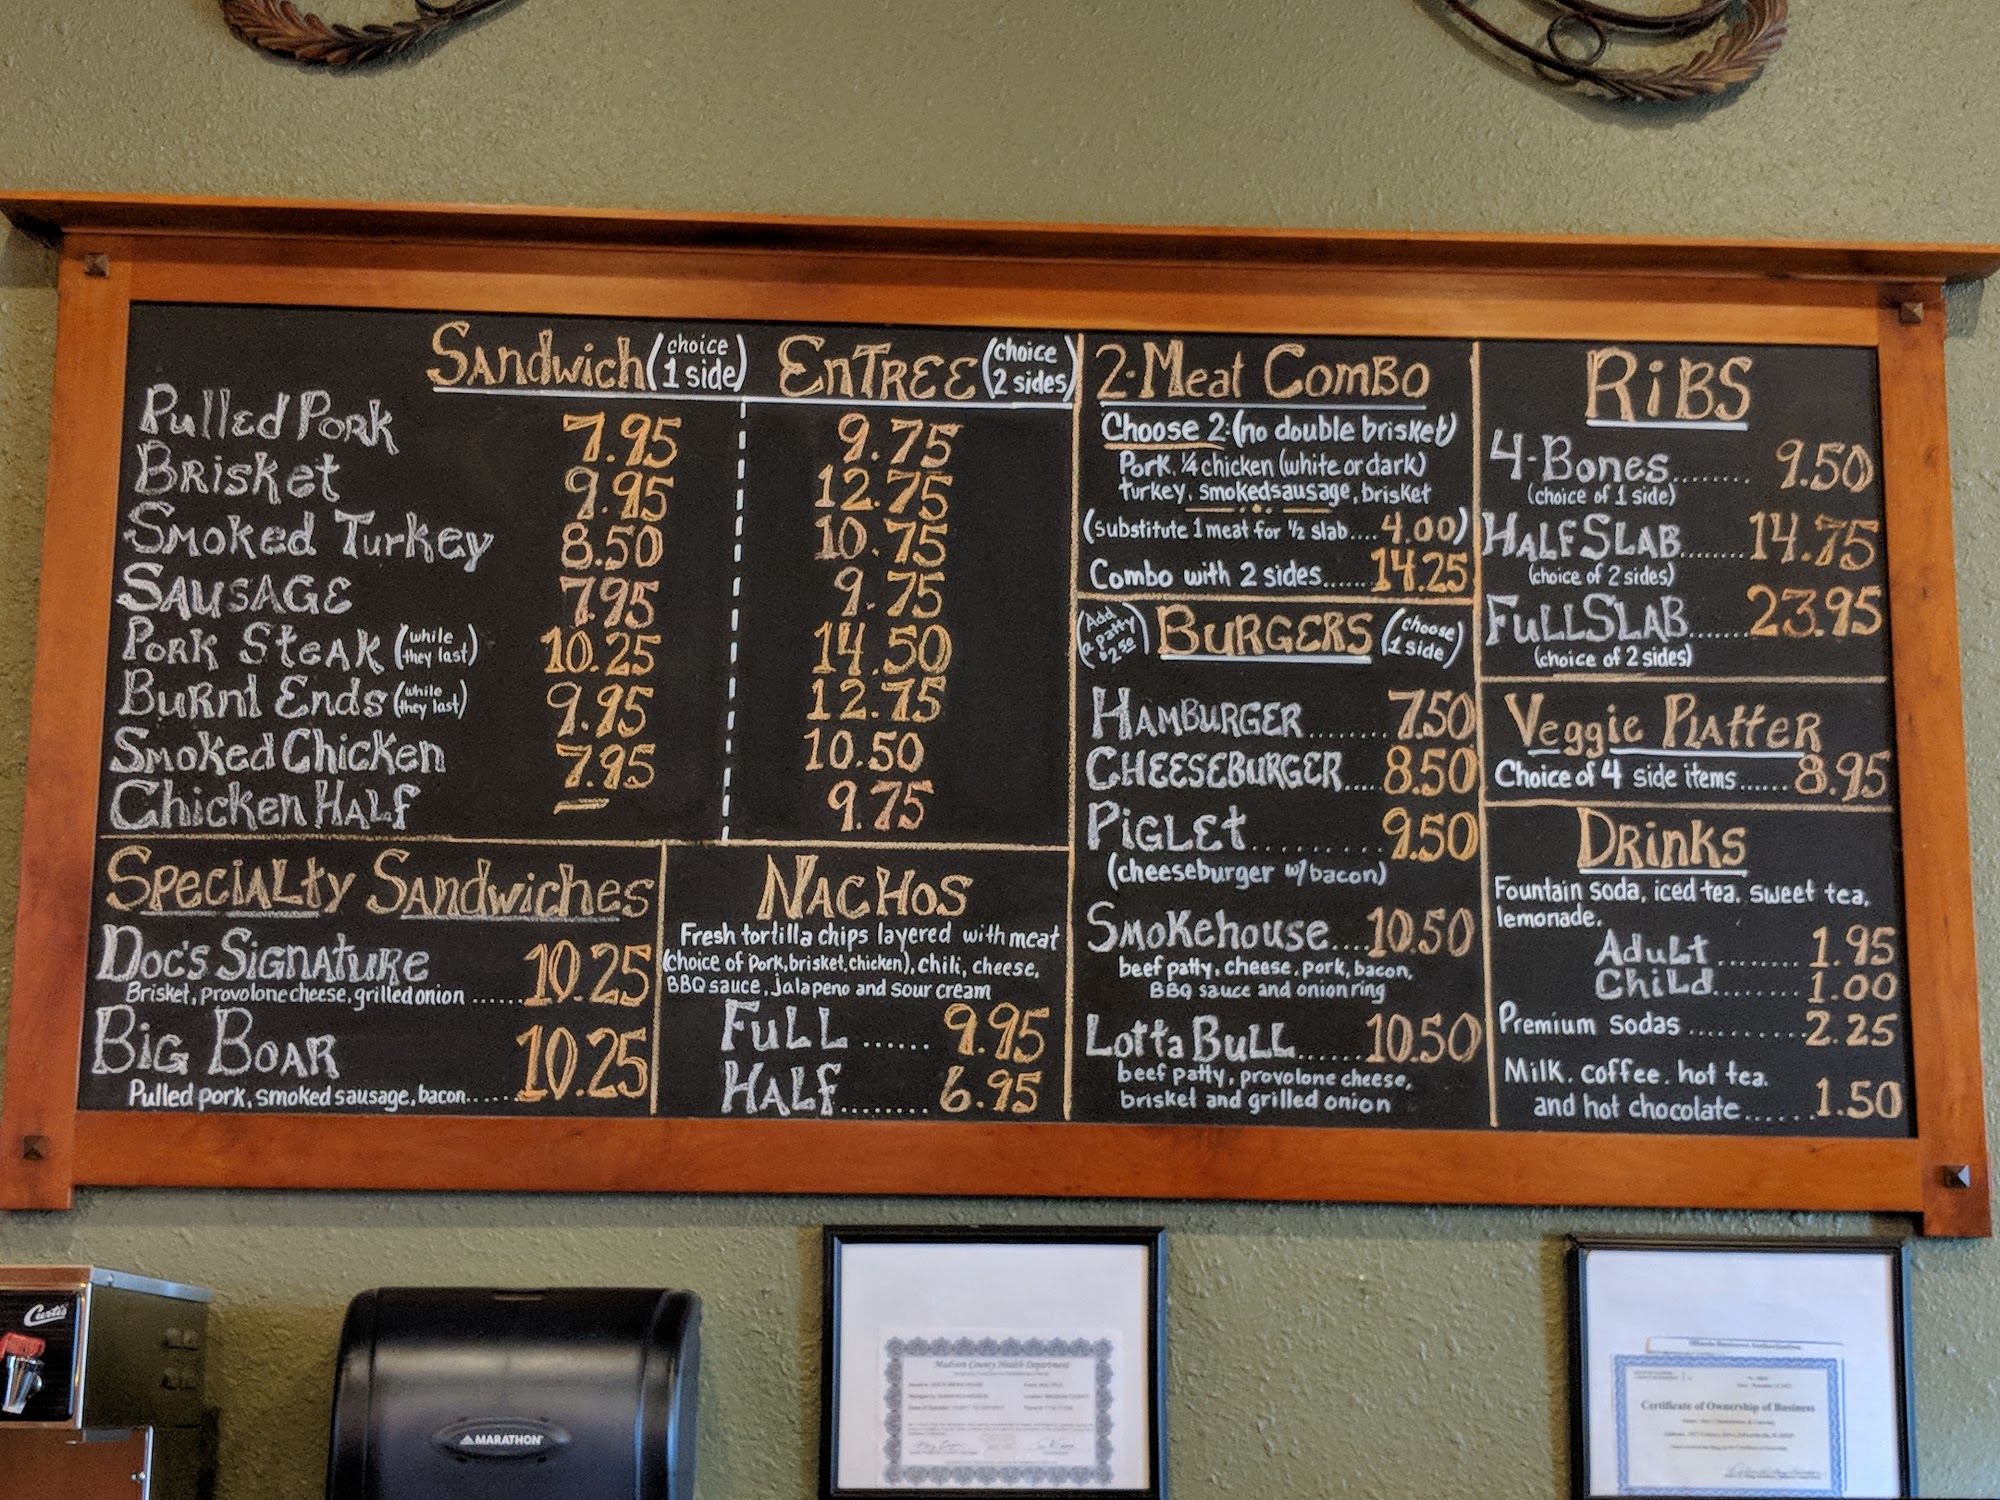 Sandwich (choice 1 side) Entree (choice 2 sides)
Pulled Pork 7.95 9.75
Brisket 9.95 12.75
Smoked Turkey 8.50 10.75
Sausage 7.95 9.75
Pork Steak (while they last) 10.25 14.50
Burnt Ends (while they last) 9.95 12.75
Smoked Chicken 7.95 10.50
Chicken Half — 9.75
Specialty Sandwiches
Doc's Signature 10.25
Brisket, provolone cheese, grilled onion ......
Big Boar 10.25
Pulled pork, smoked sausage, bacon.....
Nachos
Fresh tortilla chips layered with meat
(choice of pork, brisket, chicken), chili, cheese,
BBQ sauce, jalapeno and sour cream
Full ...... 9.95
Half........ 6.95
2-Meat Combo
Choose 2: (no double brisket)
Pork, 1/4 chicken (white or dark)
turkey, smoked sausage, brisket
(substitute 1 meat for 1/2 slab.... 4.00)
Combo with 2 sides...... 14.25
(Add a patty $2.50) Burgers (choose 1 side)
Hamburger........ 7.50
Cheeseburger..... 8.50
Piglet.......... 9.50
(cheeseburger w/ bacon)
Smokehouse.... 10.50
beef patty, cheese, pork, bacon,
BBQ sauce and onion ring
Lotta Bull...... 10.50
beef patty, provolone cheese,
brisket and grilled onion
Ribs
4-Bones........ 9.50
(choice of 1 side)
Half Slab....... 14.75
(choice of 2 sides)
Full Slab...... 23.95
(choice of 2 sides)
Veggie Platter
Choice of 4 side items...... 8.95
Drinks
Fountain soda, iced tea, sweet tea,
lemonade.
Adult ........ 1.95
Child........ 1.00
Premium sodas .......... 2.25
Milk, coffee, hot tea,
and hot chocolate...... 1.50
Curtis
MARATHON
Madison County Health Department
Certificate of Ownership of Business